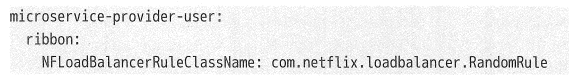 microservice-provider-user:
  ribbon:
    NFLoadBalancerRuleClassName: com.netflix.loadbalancer.RandomRule